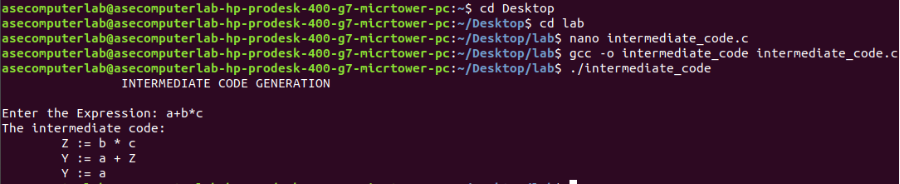 asecomputerlab@asecomputerlab-hp-prodesk-400-g7-micrtower-pc:~$ cd Desktop
asecomputerlab@asecomputerlab-hp-prodesk-400-g7-micrtower-pc:~/Desktop$ cd lab
asecomputerlab@asecomputerlab-hp-prodesk-400-g7-micrtower-pc:~/Desktop/lab$ nano intermediate_code.c
asecomputerlab@asecomputerlab-hp-prodesk-400-g7-micrtower-pc:~/Desktop/lab$ gcc -o intermediate_code intermediate_code.c
asecomputerlab@asecomputerlab-hp-prodesk-400-g7-micrtower-pc:~/Desktop/lab$ ./intermediate_code
INTERMEDIATE CODE GENERATION
Enter the Expression: a+b*c
The intermediate code:
Z := b * c
Y := a + Z
Y := a